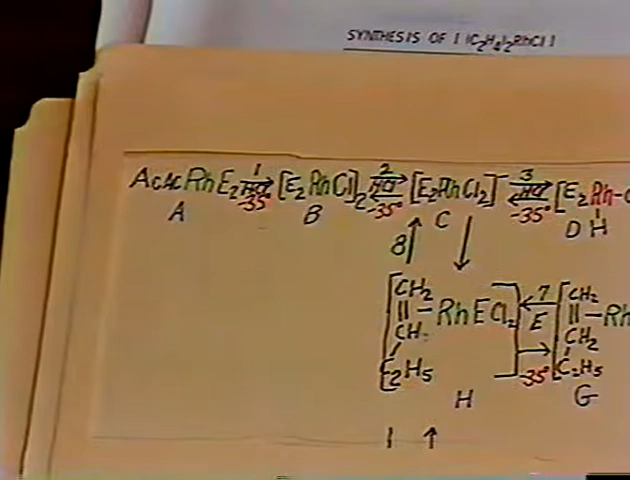 SYNTHESIS OF [(C2H4)2RhCl]
1 2 3
AcAcRhE2 ⇌ [E2RhCl]2 ⇌ [E2RhCl2]⁻ ⇌ [E2Rh-C
HCl HCl HCl
-35° -35° -35° H
A B C D
8
CH2 7 CH2
|| -RhECl2 E || -Rh
CH CH2
C2H5 -35° C2H5
H G